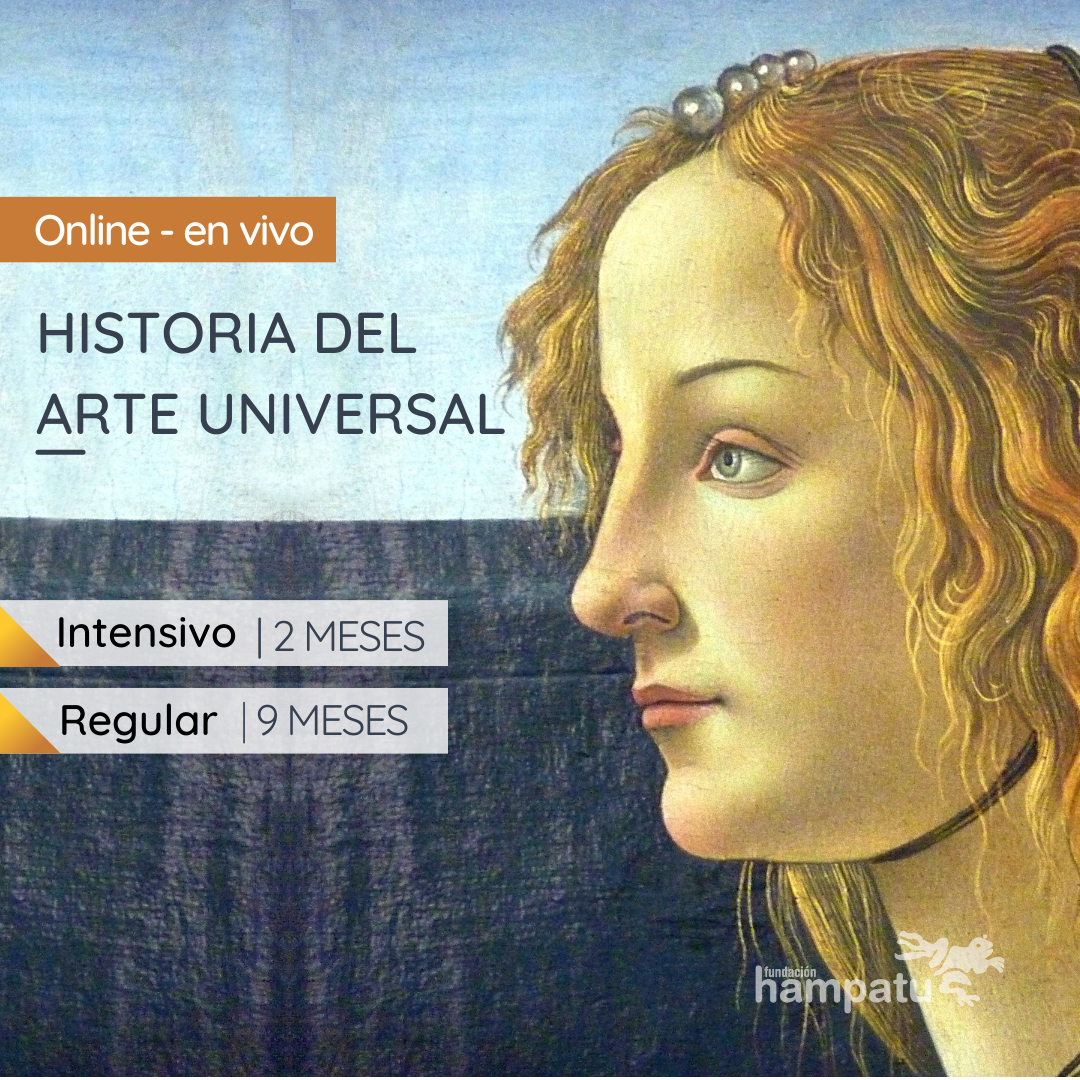 Online - en vivo
HISTORIA DEL
ARTE UNIVERSAL
Intensivo | 2 MESES
Regular | 9 MESES
fundación
hampatu